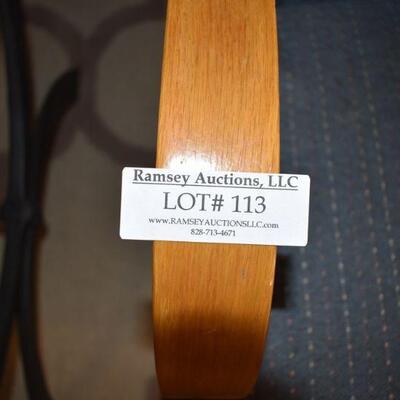 Ramsey Auctions, LLC
LOT# 113
www.RAMSEYAUCTIONSLLC.com
828-713-4671